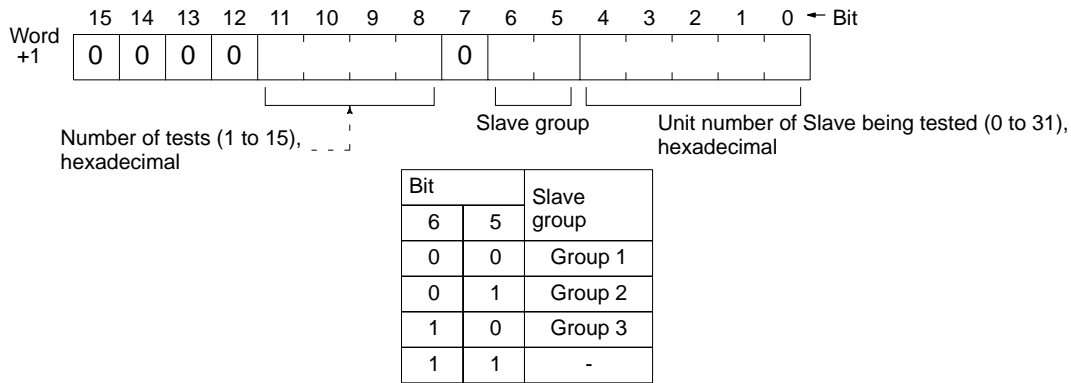 15 14 13 12 11 10 9 8 7 6 5 4 3 2 1 0 ← Bit
Word
+1
0 0 0 0 0
Number of tests (1 to 15),
hexadecimal
Slave group
Unit number of Slave being tested (0 to 31),
hexadecimal
Bit Slave
group
6 5
0 0 Group 1
0 1 Group 2
1 0 Group 3
1 1 -